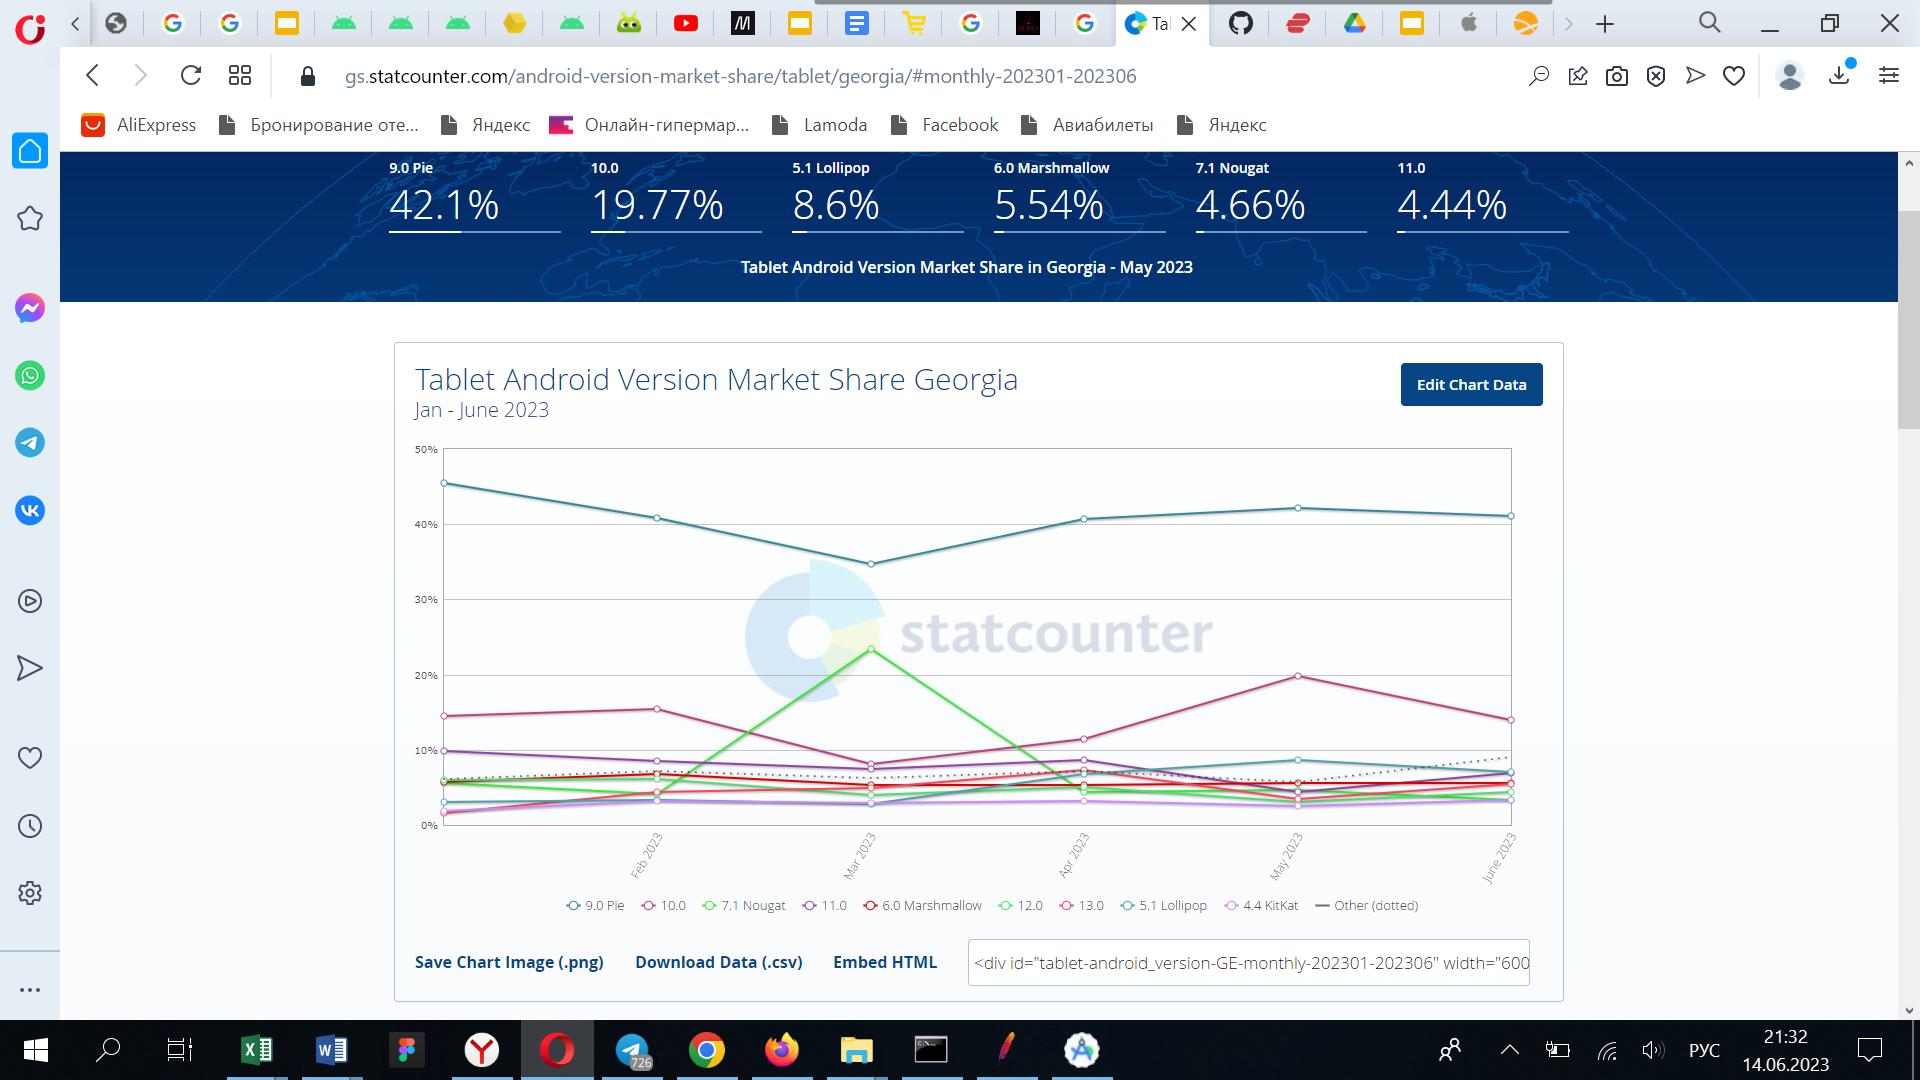 Tal
gs.statcounter.com/android-version-market-share/tablet/georgia/#monthly-202301-202306
AliExpress
Бронирование оте...
Яндекс
Онлайн-гипермар...
Lamoda
Facebook
Авиабилеты
Яндекс
9.0 Pie 10.0 5.1 Lollipop 6.0 Marshmallow 7.1 Nougat 11.0
42.1% 19.77% 8.6% 5.54% 4.66% 4.44%
Tablet Android Version Market Share in Georgia - May 2023
Tablet Android Version Market Share Georgia
Jan - June 2023
Edit Chart Data
50%
40%
30%
20%
10%
0%
statcounter
Feb 2023
Mar 2023
Apr 2023
May 2023
June 2023
9.0 Pie 10.0 7.1 Nougat 11.0 6.0 Marshmallow 12.0 13.0 5.1 Lollipop 4.4 KitKat Other (dotted)
Save Chart Image (.png) Download Data (.csv) Embed HTML
<div id="tablet-android_version-GE-monthly-202301-202306" width="600
726
РУС
21:32
14.06.2023